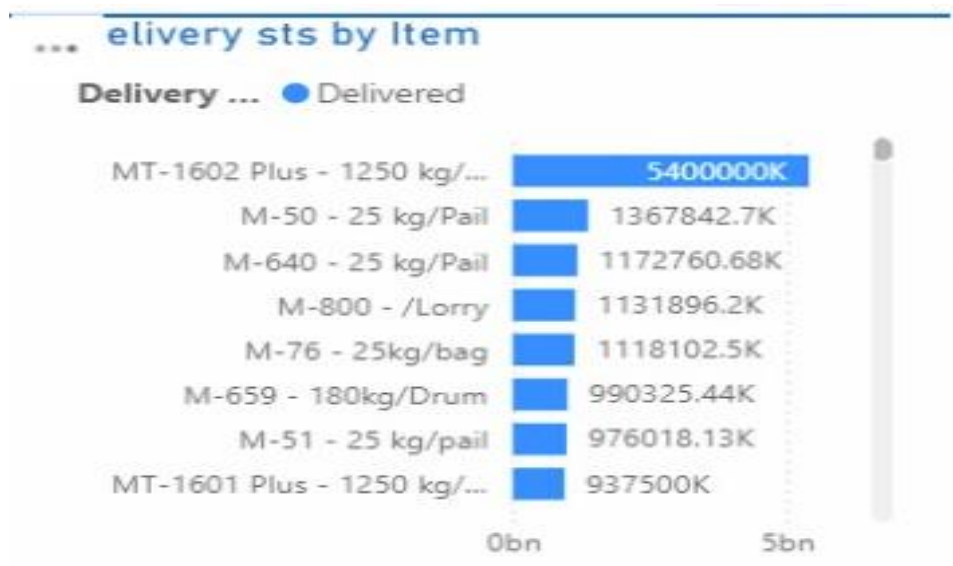 ... elivery sts by Item
Delivery ... Delivered
MT-1602 Plus - 1250 kg/... 5400000K
M-50 - 25 kg/Pail 1367842.7K
M-640 - 25 kg/Pail 1172760.68K
M-800 - /Lorry 1131896.2K
M-76 - 25kg/bag 1118102.5K
M-659 - 180kg/Drum 990325.44K
M-51 - 25 kg/pail 976018.13K
MT-1601 Plus - 1250 kg/... 937500K
0bn 5bn